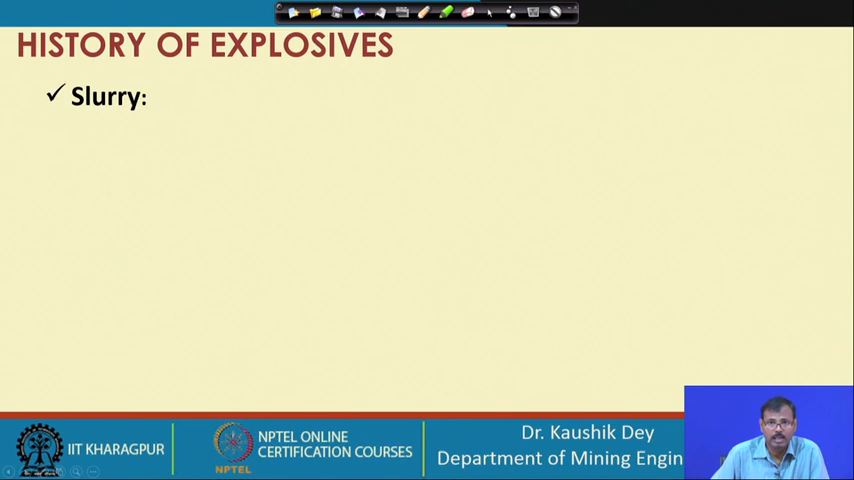 HISTORY OF EXPLOSIVES
✓ Slurry:
IIT KHARAGPUR
NPTEL
NPTEL ONLINE
CERTIFICATION COURSES
Dr. Kaushik Dey
Department of Mining Engin